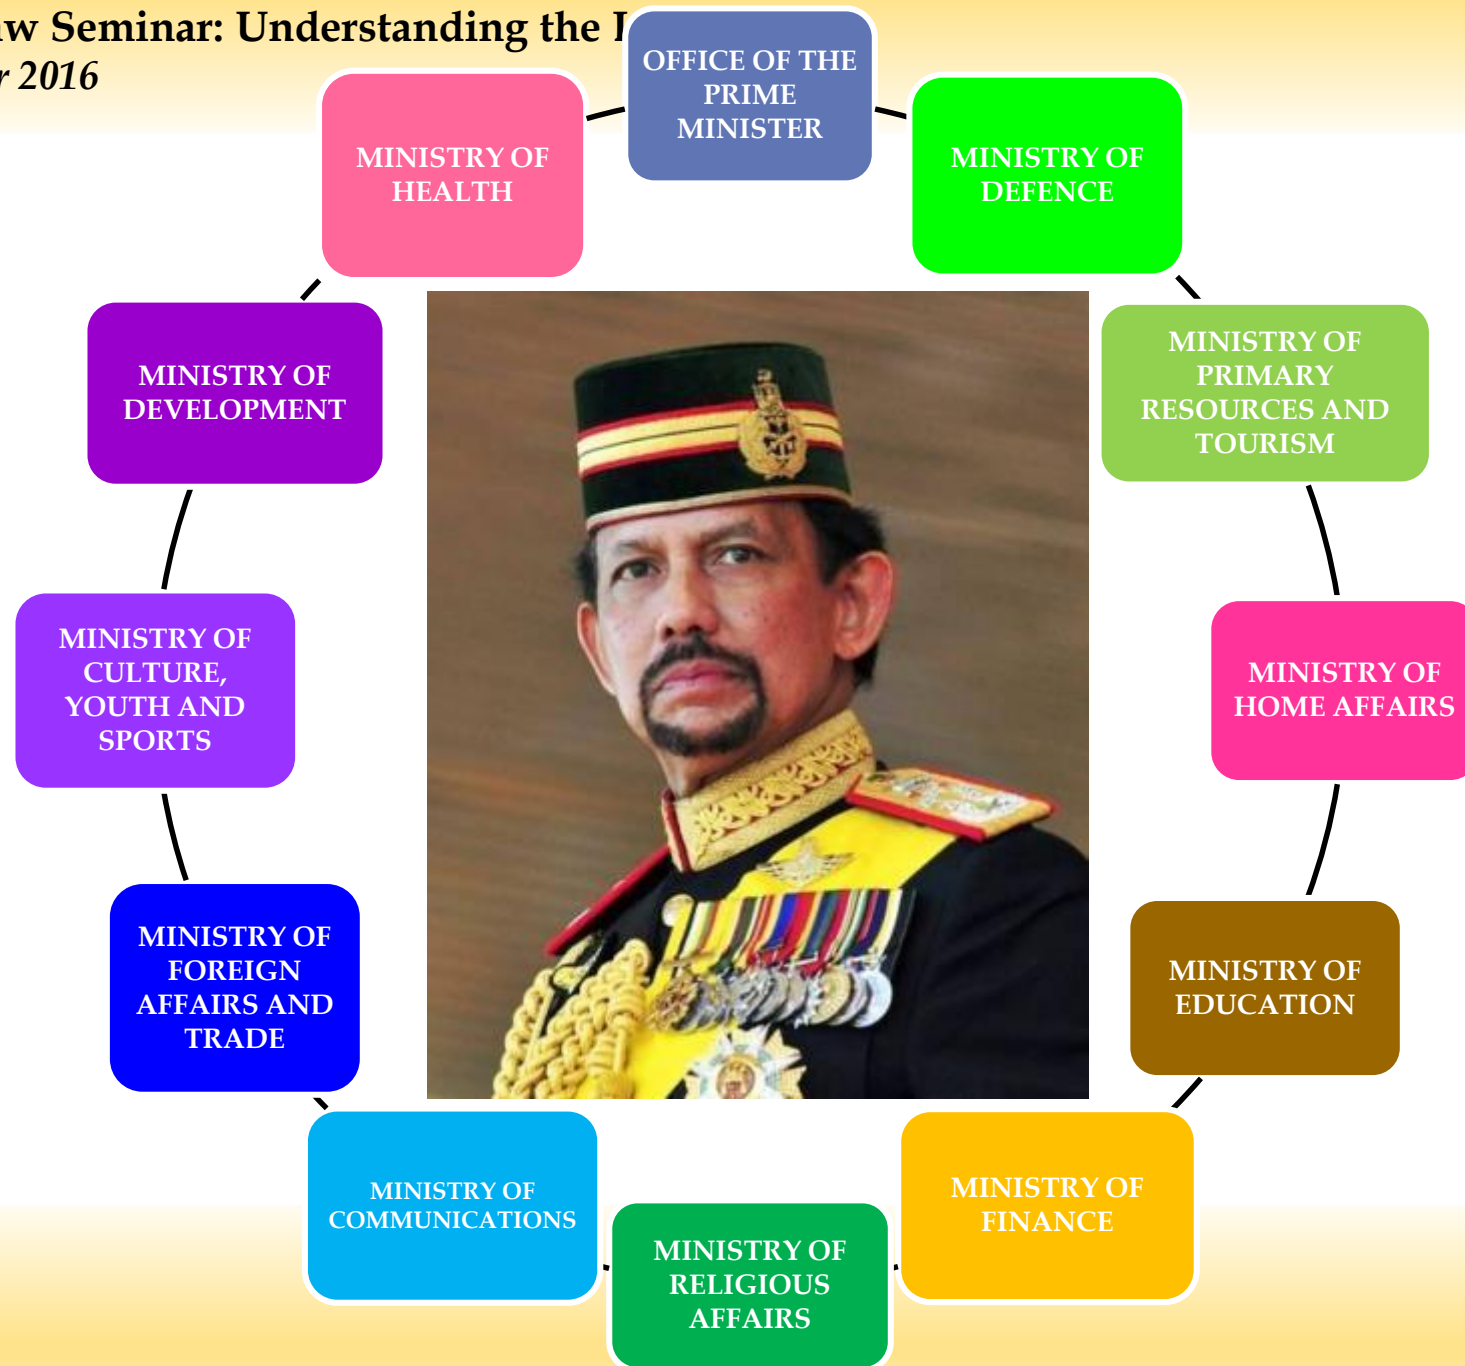 Seminar: Understanding the
2016
OFFICE OF THE
PRIME
MINISTER
MINISTRY OF
DEFENCE
MINISTRY OF
PRIMARY
RESOURCES AND
TOURISM
MINISTRY OF
HOME AFFAIRS
MINISTRY OF
EDUCATION
MINISTRY OF
FINANCE
MINISTRY OF
RELIGIOUS
AFFAIRS
MINISTRY OF
COMMUNICATIONS
MINISTRY OF
FOREIGN
AFFAIRS AND
TRADE
MINISTRY OF
CULTURE,
YOUTH AND
SPORTS
MINISTRY OF
DEVELOPMENT
MINISTRY OF
HEALTH